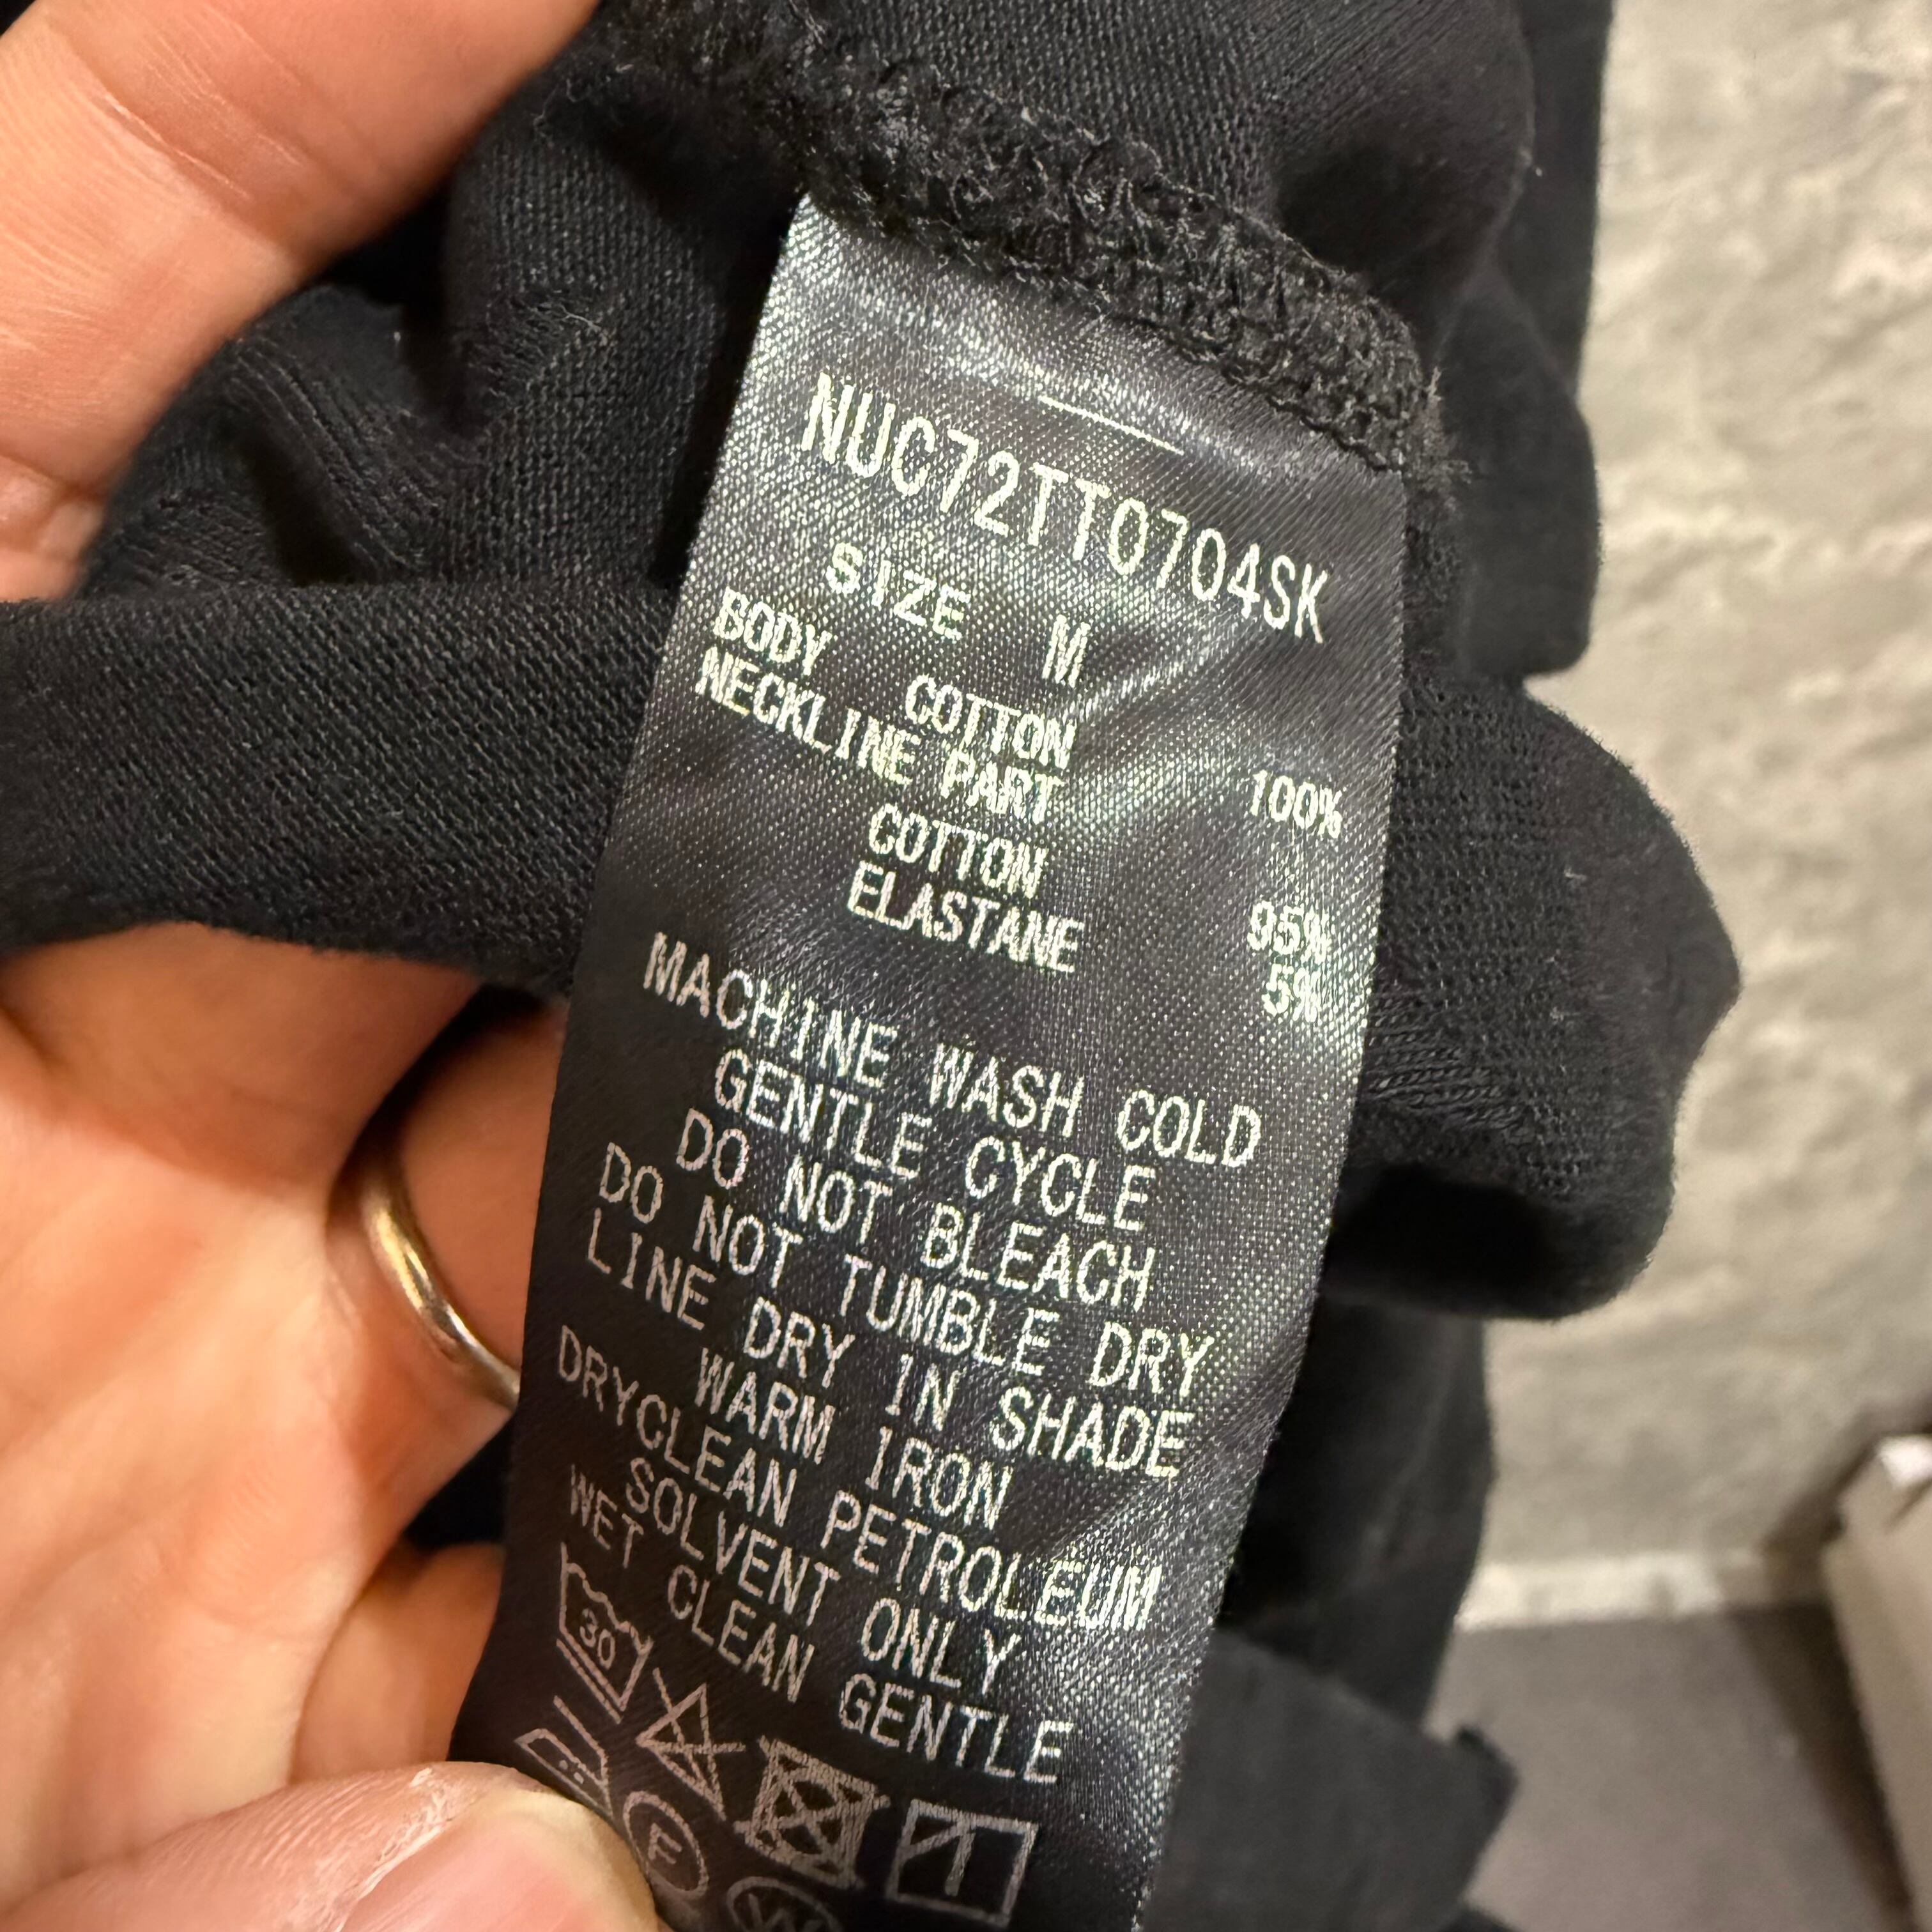 NUC72TT0704SK
SIZE M
BODY
COTTON 100%
NECKLINE PART
COTTON 95%
ELASTANE 5%
MACHINE WASH COLD
GENTLE CYCLE
DO NOT BLEACH
DO NOT TUMBLE DRY
LINE DRY IN SHADE
WARM IRON
DRYCLEAN PETROLEUM
SOLVENT ONLY
WET CLEAN GENTLE
30
F
W